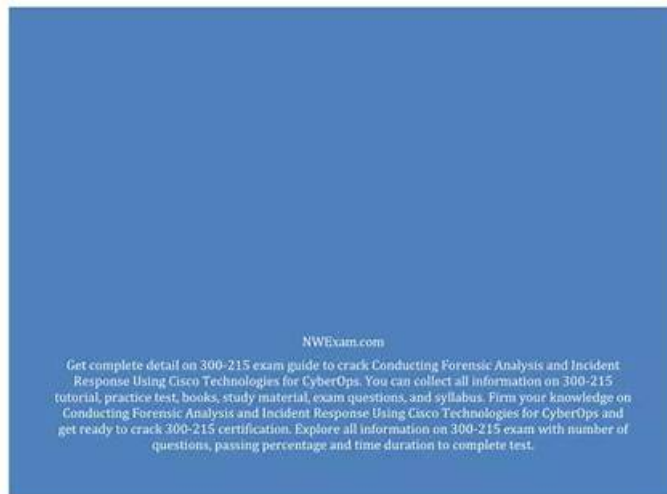 NWExam.com
Get complete detail on 300-215 exam guide to crack Conducting Forensic Analysis and Incident
Response Using Cisco Technologies for CyberOps. You can collect all information on 300-215
tutorial, practice test, books, study material, exam questions, and syllabus. Firm your knowledge on
Conducting Forensic Analysis and Incident Response Using Cisco Technologies for CyberOps and
get ready to crack 300-215 certification. Explore all information on 300-215 exam with number of
questions, passing percentage and time duration to complete test.